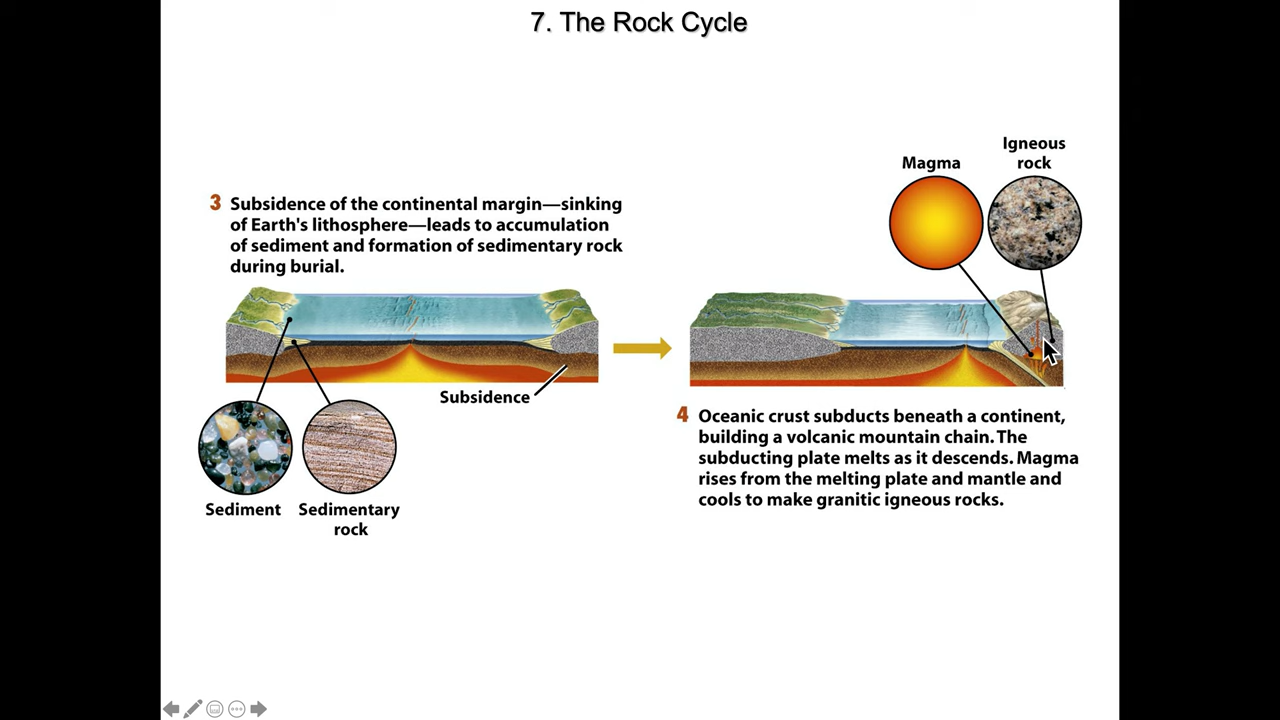 7. The Rock Cycle
3 Subsidence of the continental margin—sinking
of Earth's lithosphere—leads to accumulation
of sediment and formation of sedimentary rock
during burial.
Subsidence
Sediment
Sedimentary
rock
Magma
Igneous
rock
4 Oceanic crust subducts beneath a continent,
building a volcanic mountain chain. The
subducting plate melts as it descends. Magma
rises from the melting plate and mantle and
cools to make granitic igneous rocks.